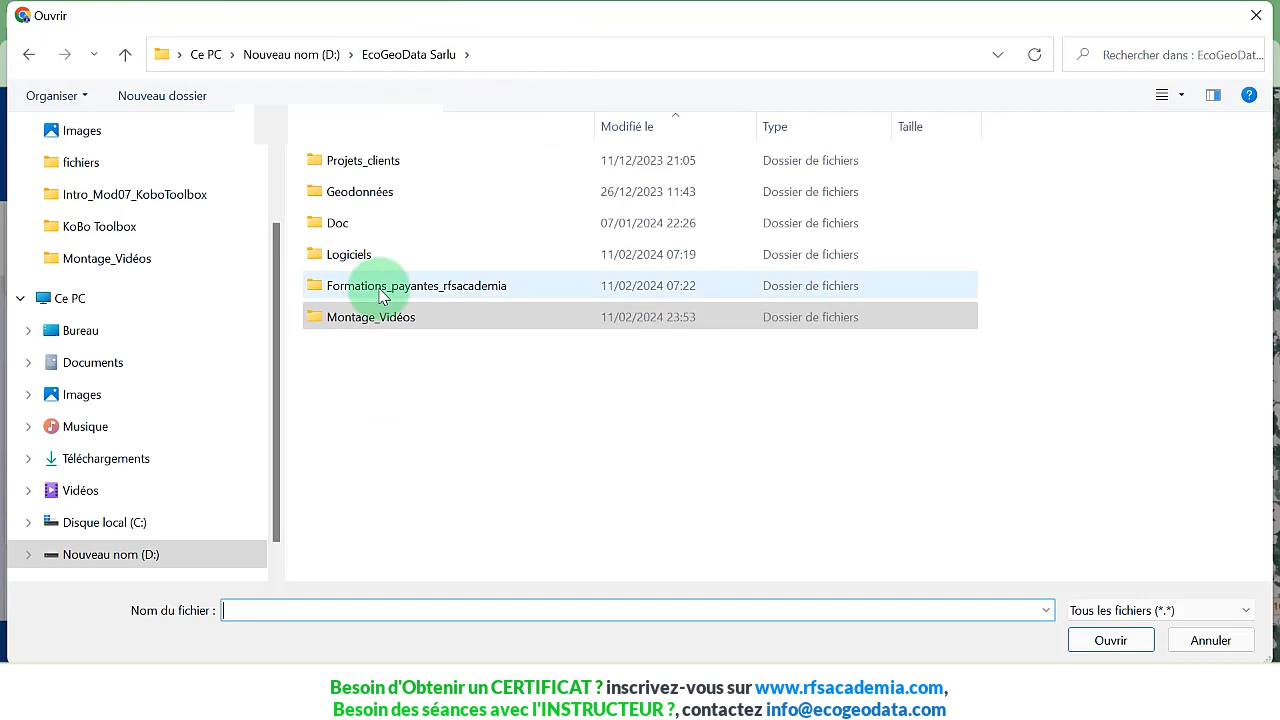 Ouvrir
Ce PC > Nouveau nom (D:) > EcoGeoData Sarlu >
Rechercher dans : EcoGeoDat...
Organiser
Nouveau dossier
Modifié le
Type
Taille
Images
fichiers
Intro_Mod07_KoboToolbox
KoBo Toolbox
Montage_Vidéos
Ce PC
Bureau
Documents
Images
Musique
Téléchargements
Vidéos
Disque local (C:)
Nouveau nom (D:)
Projets_clients 11/12/2023 21:05 Dossier de fichiers
Geodonnées 26/12/2023 11:43 Dossier de fichiers
Doc 07/01/2024 22:26 Dossier de fichiers
Logiciels 11/02/2024 07:19 Dossier de fichiers
Formations_payantes_rfsacademia 11/02/2024 07:22 Dossier de fichiers
Montage_Vidéos 11/02/2024 23:53 Dossier de fichiers
Nom du fichier :
Tous les fichiers (*.*)
Ouvrir
Annuler
Besoin d'Obtenir un CERTIFICAT ? inscrivez-vous sur www.rfsacademia.com,
Besoin des séances avec l'INSTRUCTEUR ?, contactez info@ecogeodata.com